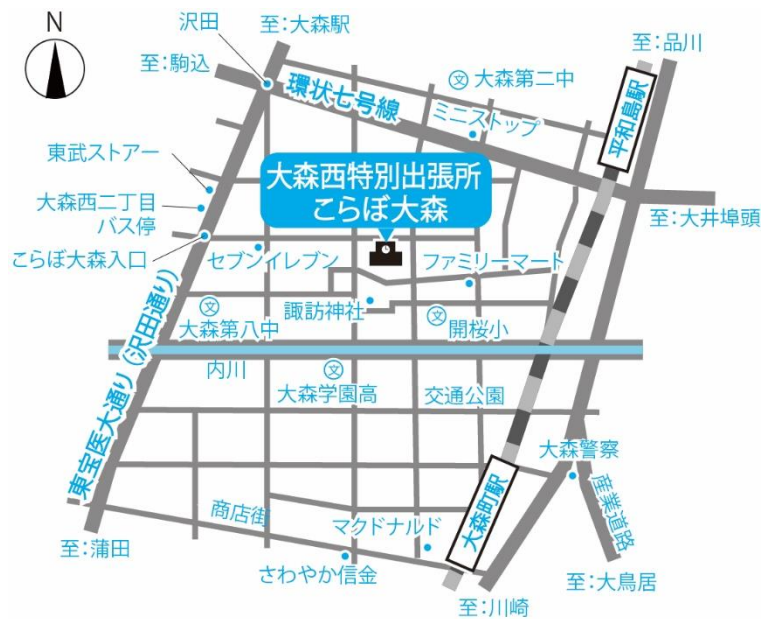 N
沢田
至：大森駅
至：品川
至：駒込
環状七号線
大森第二中
文
ミニストップ
平和島駅
東武ストアー
大森西特別出張所
こらぼ大森
大森西二丁目
バス停
至：大井埠頭
こらぼ大森入口
セブンイレブン
ファミリーマート
文
諏訪神社
文
大森第八中
開桜小
東宝医大通り（沢田通り）
内川
文
大森学園高
交通公園
大森警察
大森町駅
産業道路
商店街
マクドナルド
至：蒲田
さわやか信金
至：大鳥居
至：川崎